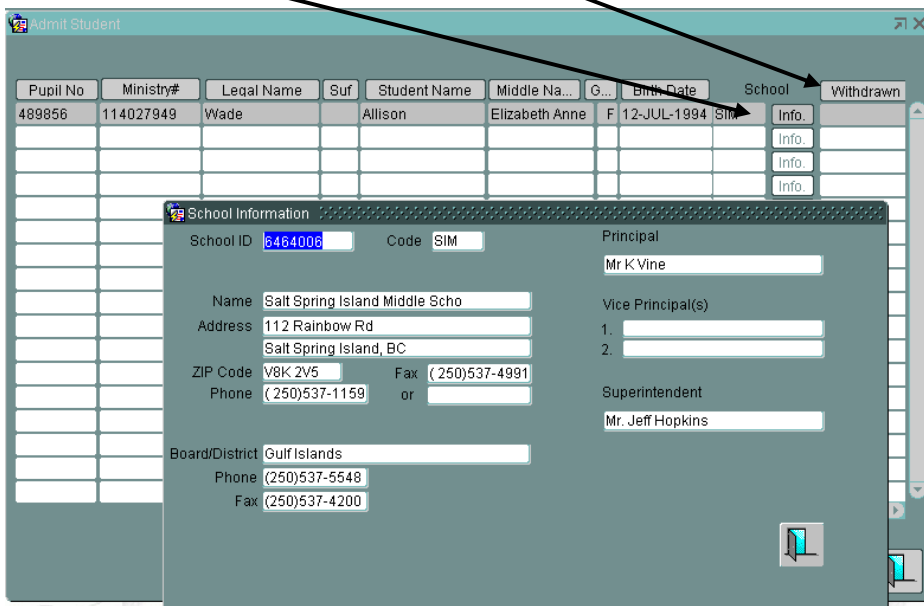 Admit Student
Pupil No Ministry# Legal Name Suf Student Name Middle Na... G... Birth Date School Withdrawn
489856 114027949 Wade Allison Elizabeth Anne F 12-JUL-1994 SIM Info.
Info.
Info.
Info.
School Information
School ID 6464006 Code SIM Principal
Mr K Vine
Name Salt Spring Island Middle Scho Vice Principal(s)
Address 112 Rainbow Rd 1.
Salt Spring Island, BC 2.
ZIP Code V8K 2V5 Fax ( 250)537-4991
Phone ( 250)537-1159 or Superintendent
Mr. Jeff Hopkins
Board/District Gulf Islands
Phone (250)537-5548
Fax (250)537-4200